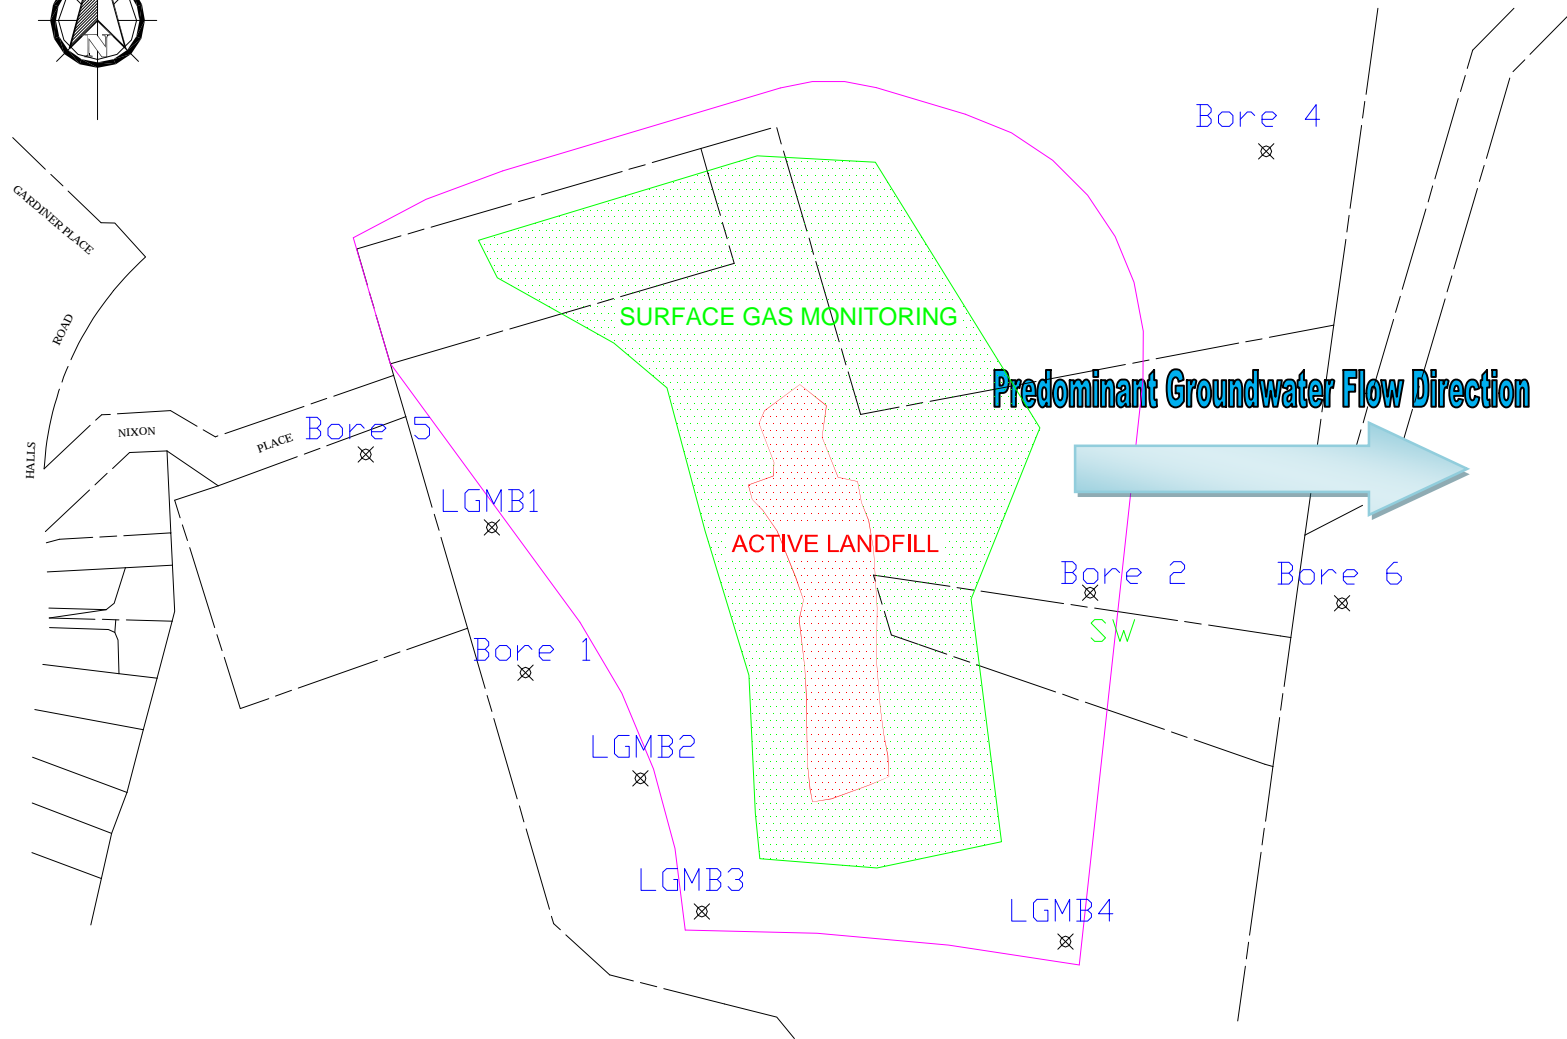 N
Bore 4
GARDINER PLACE
SURFACE GAS MONITORING
ROAD
Predominant Groundwater Flow Direction
NIXON
PLACE
Bore 5
HALLS
LGMB1
ACTIVE LANDFILL
Bore 2
Bore 6
SW
Bore 1
LGMB2
LGMB3
LGMB4